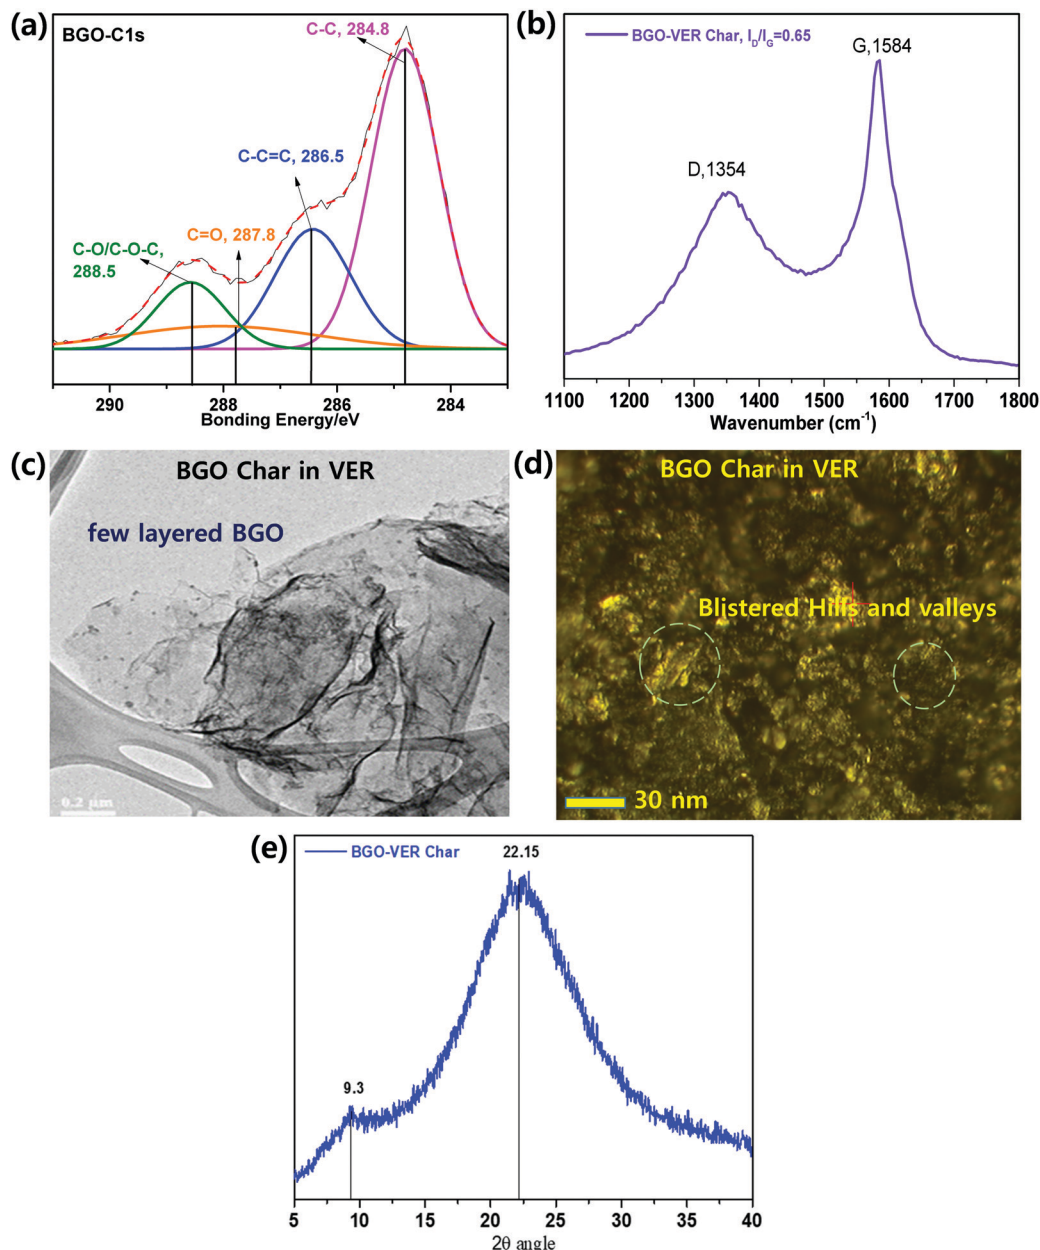 (a)
BGO-C1s
C-C, 284.8
C-C=C, 286.5
C=O, 287.8
C-O/C-O-C,
288.5
290 288 286 284
Bonding Energy/eV
(b)
BGO-VER Char, I_D/I_G=0.65
G,1584
D,1354
1100 1200 1300 1400 1500 1600 1700 1800
Wavenumber (cm⁻¹)
(c)
BGO Char in VER
few layered BGO
0.2 µm
(d)
BGO Char in VER
Blistered Hills and valleys
30 nm
(e)
BGO-VER Char
22.15
9.3
5 10 15 20 25 30 35 40
2θ angle